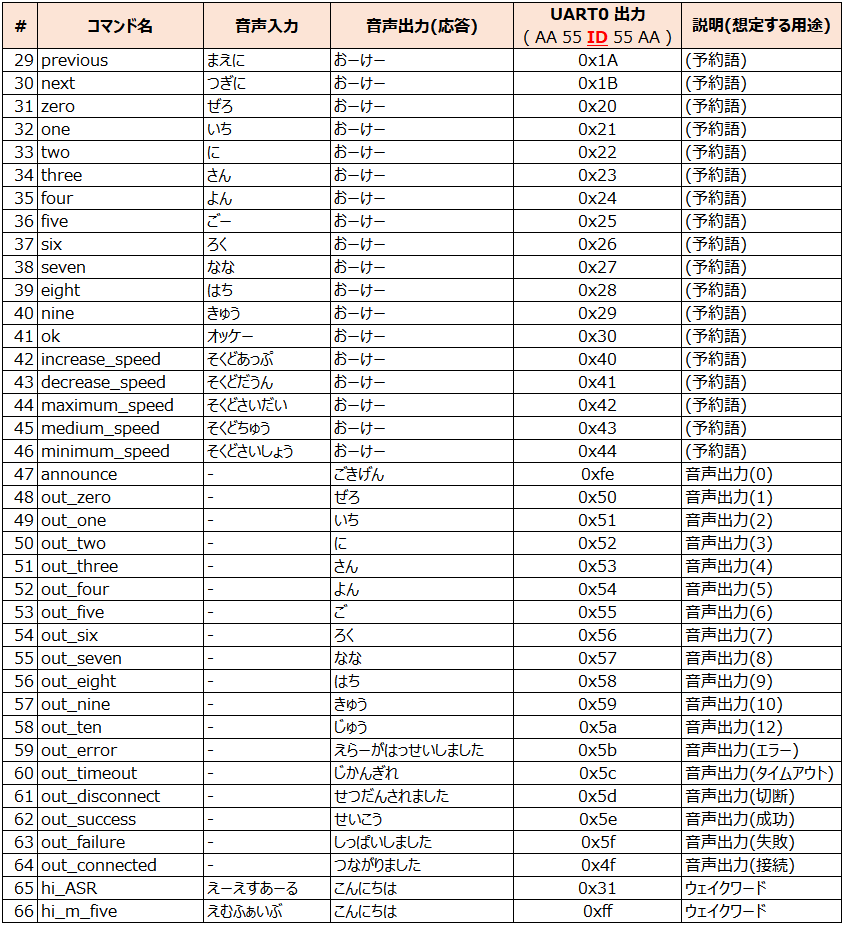 # コマンド名 音声入力 音声出力(応答) UART0 出力 ( AA 55 ID 55 AA ) 説明(想定する用途)
29 previous まえに おーけー 0x1A (予約語)
30 next つぎに おーけー 0x1B (予約語)
31 zero ぜろ おーけー 0x20 (予約語)
32 one いち おーけー 0x21 (予約語)
33 two に おーけー 0x22 (予約語)
34 three さん おーけー 0x23 (予約語)
35 four よん おーけー 0x24 (予約語)
36 five ごー おーけー 0x25 (予約語)
37 six ろく おーけー 0x26 (予約語)
38 seven なな おーけー 0x27 (予約語)
39 eight はち おーけー 0x28 (予約語)
40 nine きゅう おーけー 0x29 (予約語)
41 ok オッケー おーけー 0x30 (予約語)
42 increase_speed そくどあっぷ おーけー 0x40 (予約語)
43 decrease_speed そくどだうん おーけー 0x41 (予約語)
44 maximum_speed そくどさいだい おーけー 0x42 (予約語)
45 medium_speed そくどちゅう おーけー 0x43 (予約語)
46 minimum_speed そくどさいしょう おーけー 0x44 (予約語)
47 announce - ごきげん 0xfe 音声出力(0)
48 out_zero - ぜろ 0x50 音声出力(1)
49 out_one - いち 0x51 音声出力(2)
50 out_two - に 0x52 音声出力(3)
51 out_three - さん 0x53 音声出力(4)
52 out_four - よん 0x54 音声出力(5)
53 out_five - ご 0x55 音声出力(6)
54 out_six - ろく 0x56 音声出力(7)
55 out_seven - なな 0x57 音声出力(8)
56 out_eight - はち 0x58 音声出力(9)
57 out_nine - きゅう 0x59 音声出力(10)
58 out_ten - じゅう 0x5a 音声出力(12)
59 out_error - えらーがはっせいしました 0x5b 音声出力(エラー)
60 out_timeout - じかんぎれ 0x5c 音声出力(タイムアウト)
61 out_disconnect - せつだんされました 0x5d 音声出力(切断)
62 out_success - せいこう 0x5e 音声出力(成功)
63 out_failure - しっぱいしました 0x5f 音声出力(失敗)
64 out_connected - つながりました 0x4f 音声出力(接続)
65 hi_ASR えーえすあーる こんにちは 0x31 ウェイクワード
66 hi_m_five えむふぁいぶ こんにちは 0xff ウェイクワード